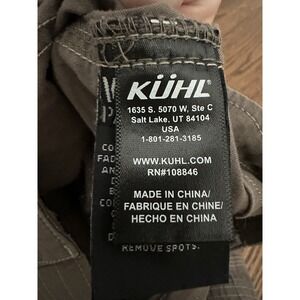 KÜHL
1635 S. 5070 W, Ste C
Salt Lake, UT 84104
USA
1-801-281-3185
WWW.KUHL.COM
RN#108846
MADE IN CHINA/
FABRIQUE EN CHINE/
HECHO EN CHINA
REMOVE SPOTS.